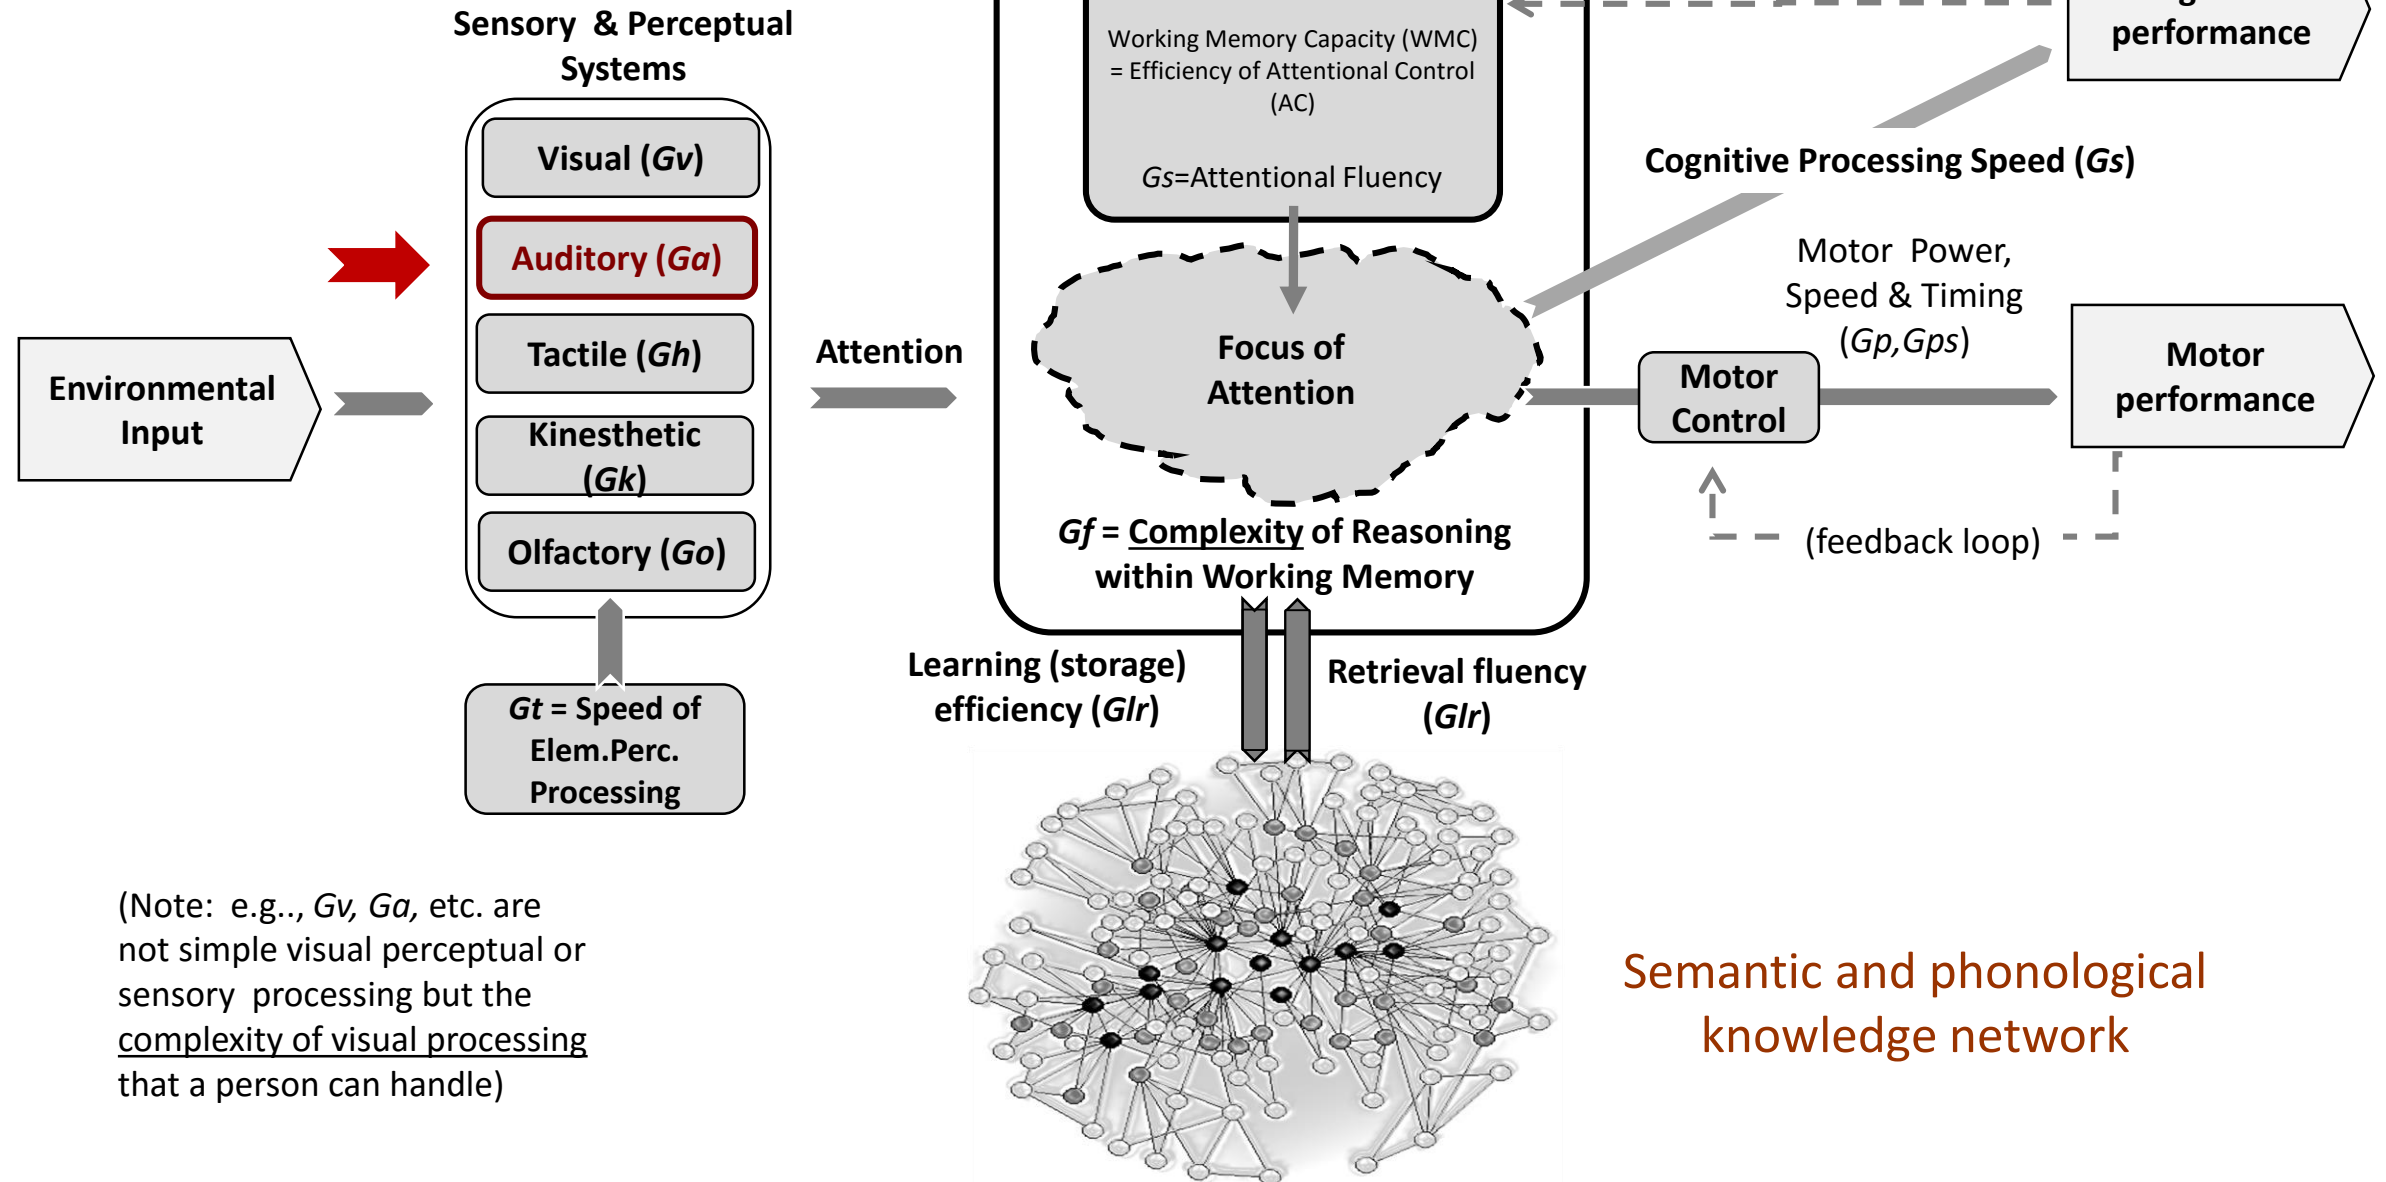 Sensory & Perceptual
Systems
Visual (Gv)
Auditory (Ga)
Tactile (Gh)
Kinesthetic
(Gk)
Olfactory (Go)
Environmental
Input
Gt = Speed of
Elem.Perc.
Processing
(Note: e.g.., Gv, Ga, etc. are
not simple visual perceptual or
sensory processing but the
complexity of visual processing
that a person can handle)
Attention
Working Memory Capacity (WMC)
= Efficiency of Attentional Control
(AC)
Gs=Attentional Fluency
Focus of
Attention
Gf = Complexity of Reasoning
within Working Memory
Learning (storage)
efficiency (Glr)
Retrieval fluency
(Glr)
performance
Cognitive Processing Speed (Gs)
Motor Power,
Speed & Timing
(Gp,Gps)
Motor
Control
Motor
performance
(feedback loop)
Semantic and phonological
knowledge network